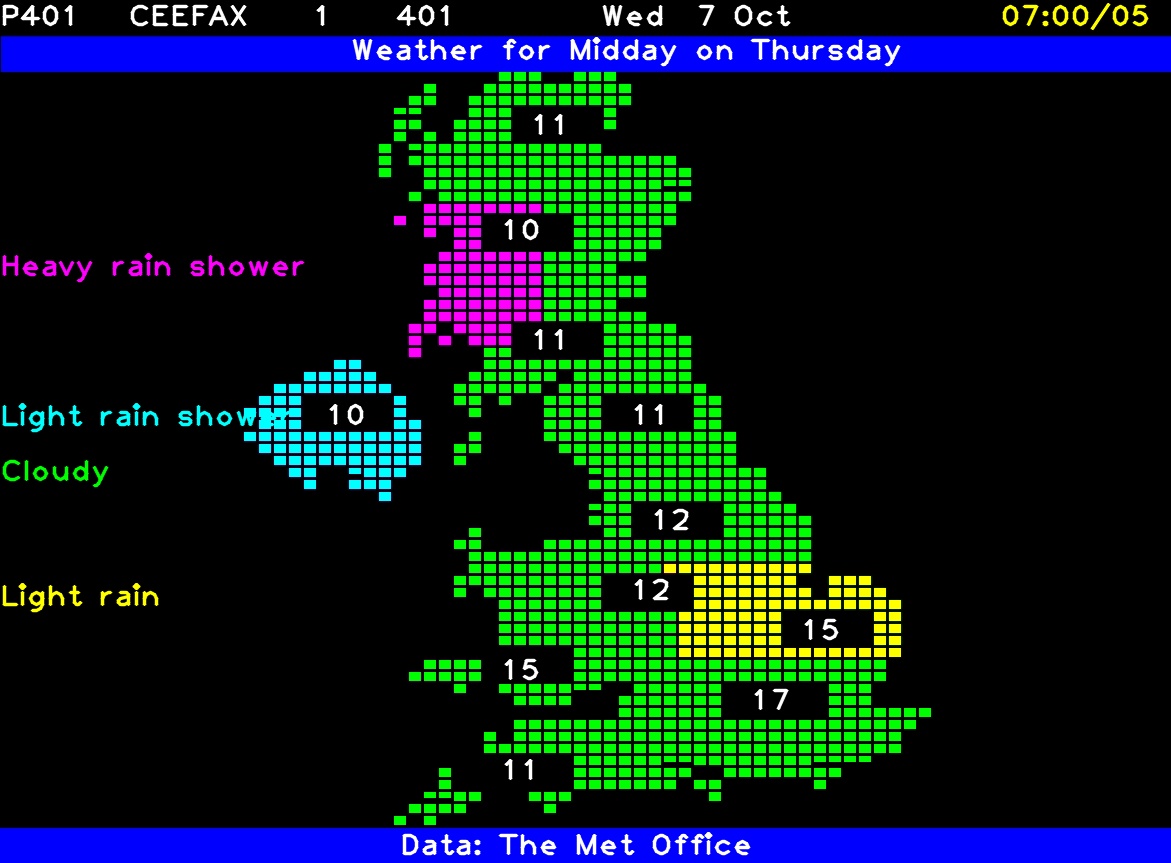 P401 CEEFAX 1 401 Wed 7 Oct 07:00/05
Weather for Midday on Thursday
11
10
Heavy rain shower
11
Light rain shower 10 11
Cloudy
12
12
Light rain
15
15
17
11
Data: The Met Office